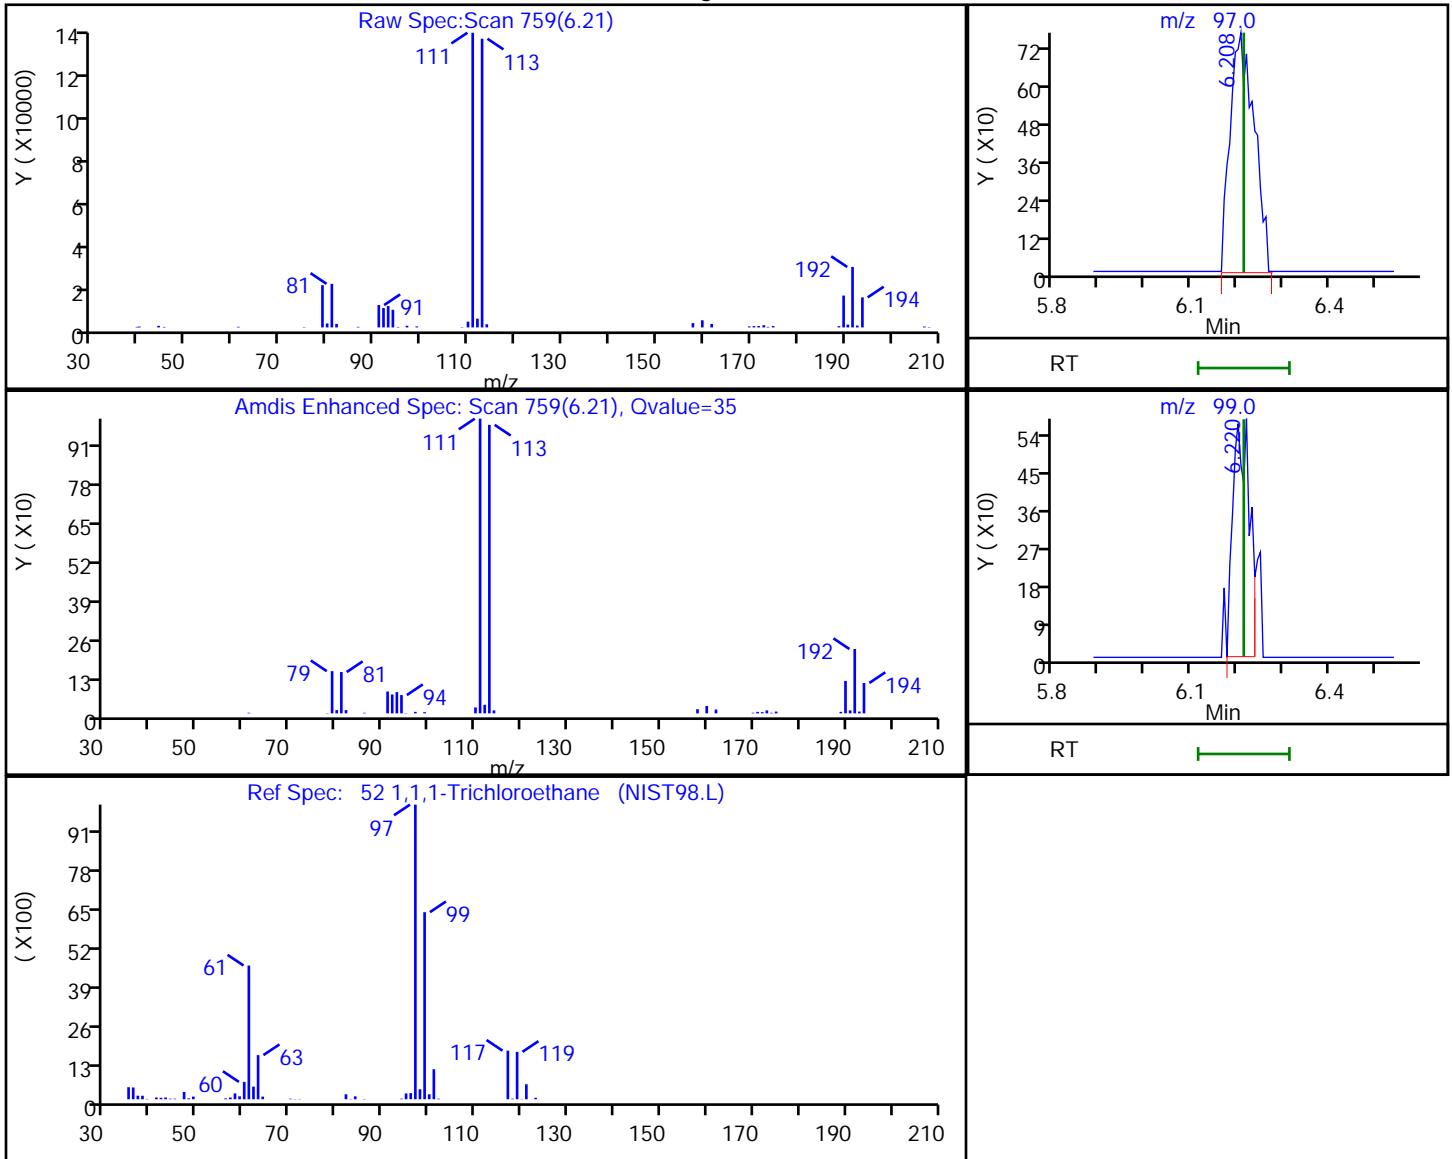 Raw Spec:Scan 759(6.21)
14
12
10
8
6
4
2
0
Y ( X10000)
111
113
81
91
192
194
30 50 70 90 110 130 150 170 190 210
m/z
m/z 97.0
72
60
48
36
24
12
0
Y ( X10)
6.208
5.8 6.1 6.4
Min
RT
Amdis Enhanced Spec: Scan 759(6.21), Qvalue=35
91
78
65
52
39
26
13
0
Y ( X10)
111
113
79
81
94
192
194
30 50 70 90 110 130 150 170 190 210
m/z
m/z 99.0
54
45
36
27
18
9
0
Y ( X10)
6.220
5.8 6.1 6.4
Min
RT
Ref Spec: 52 1,1,1-Trichloroethane (NIST98.L)
91
78
65
52
39
26
13
0
( X100)
97
99
61
63
60
117
119
30 50 70 90 110 130 150 170 190 210